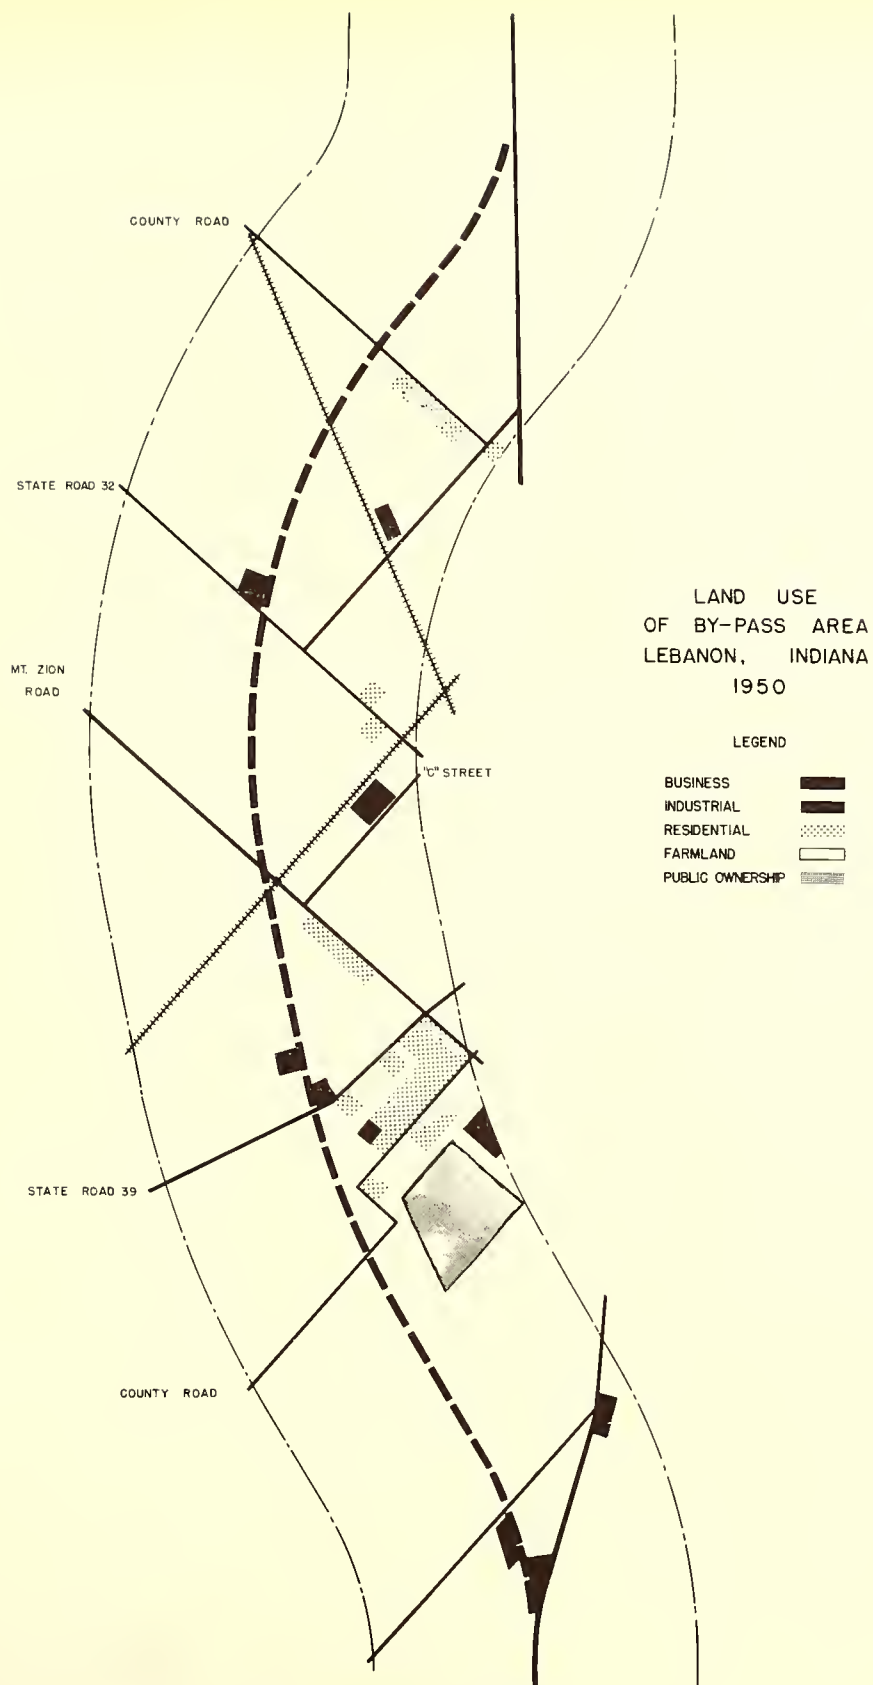 COUNTY ROAD
STATE ROAD 32
MT. ZION
ROAD
"C" STREET
STATE ROAD 39
COUNTY ROAD
LAND USE
OF BY-PASS AREA
LEBANON, INDIANA
1950
LEGEND
BUSINESS
INDUSTRIAL
RESIDENTIAL
FARMLAND
PUBLIC OWNERSHIP